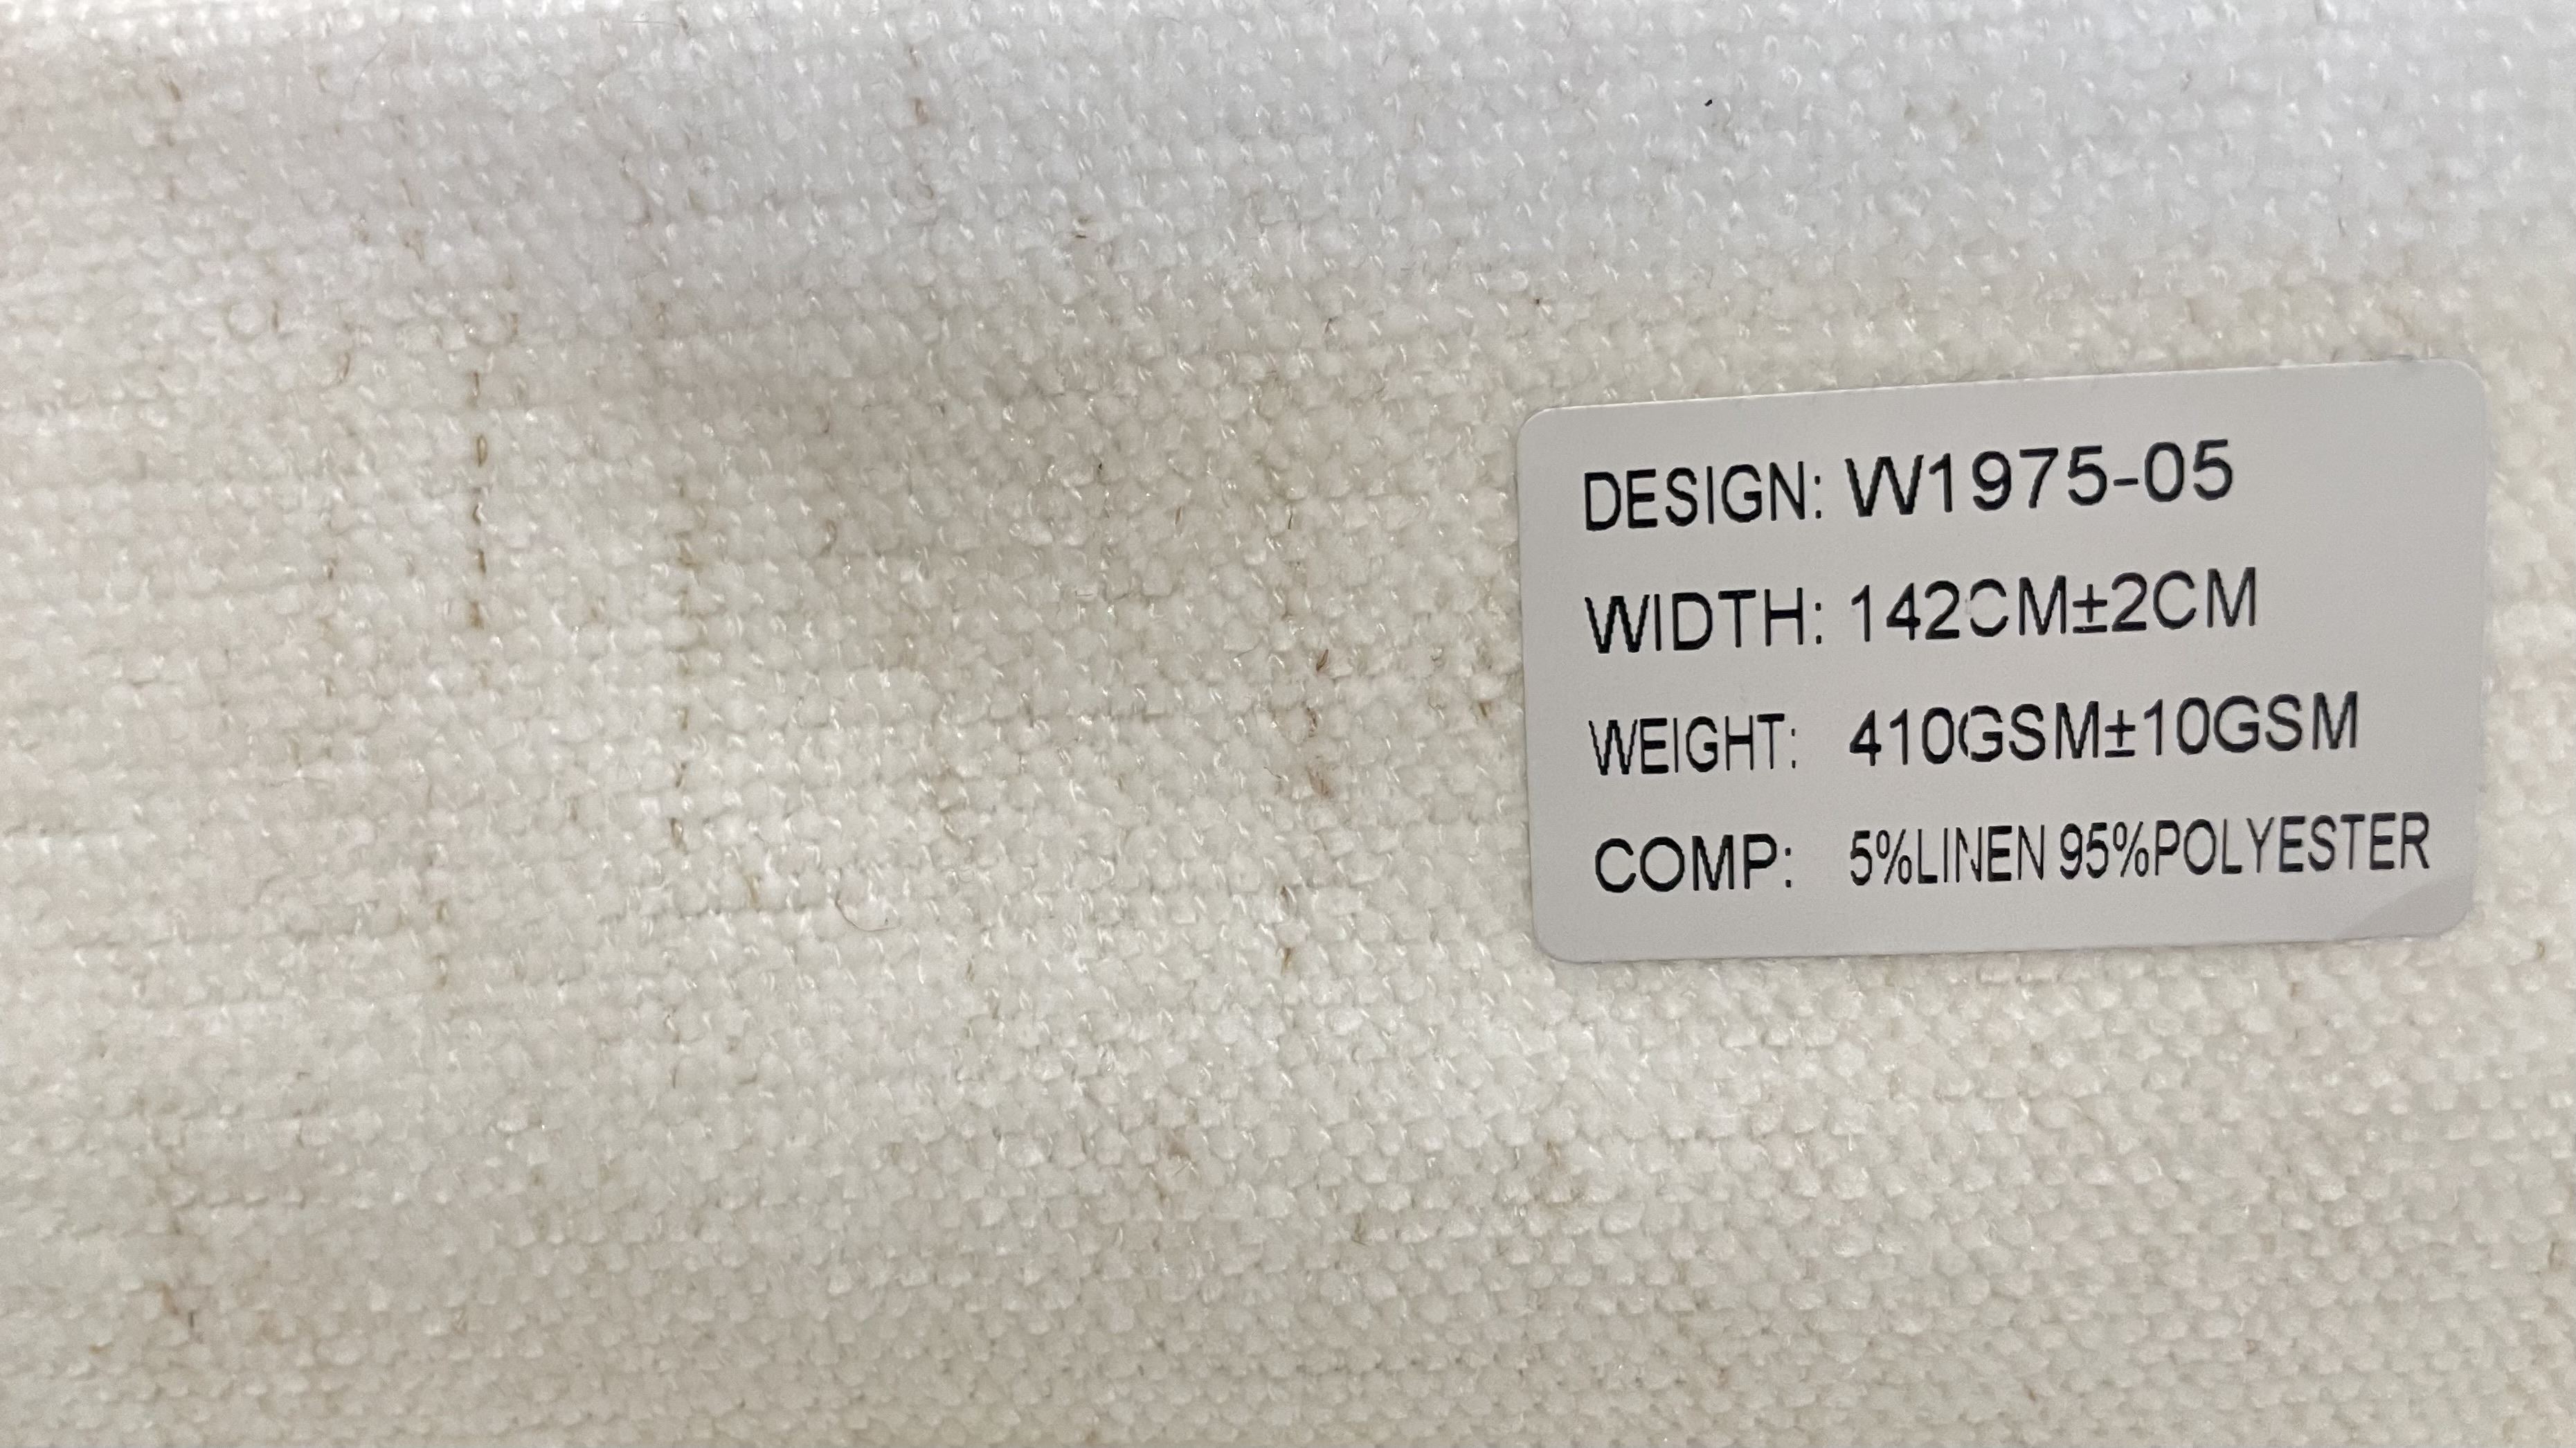 DESIGN: W1975-05
WIDTH: 142CM±2CM
WEIGHT: 410GSM±10GSM
COMP: 5%LINEN 95%POLYESTER